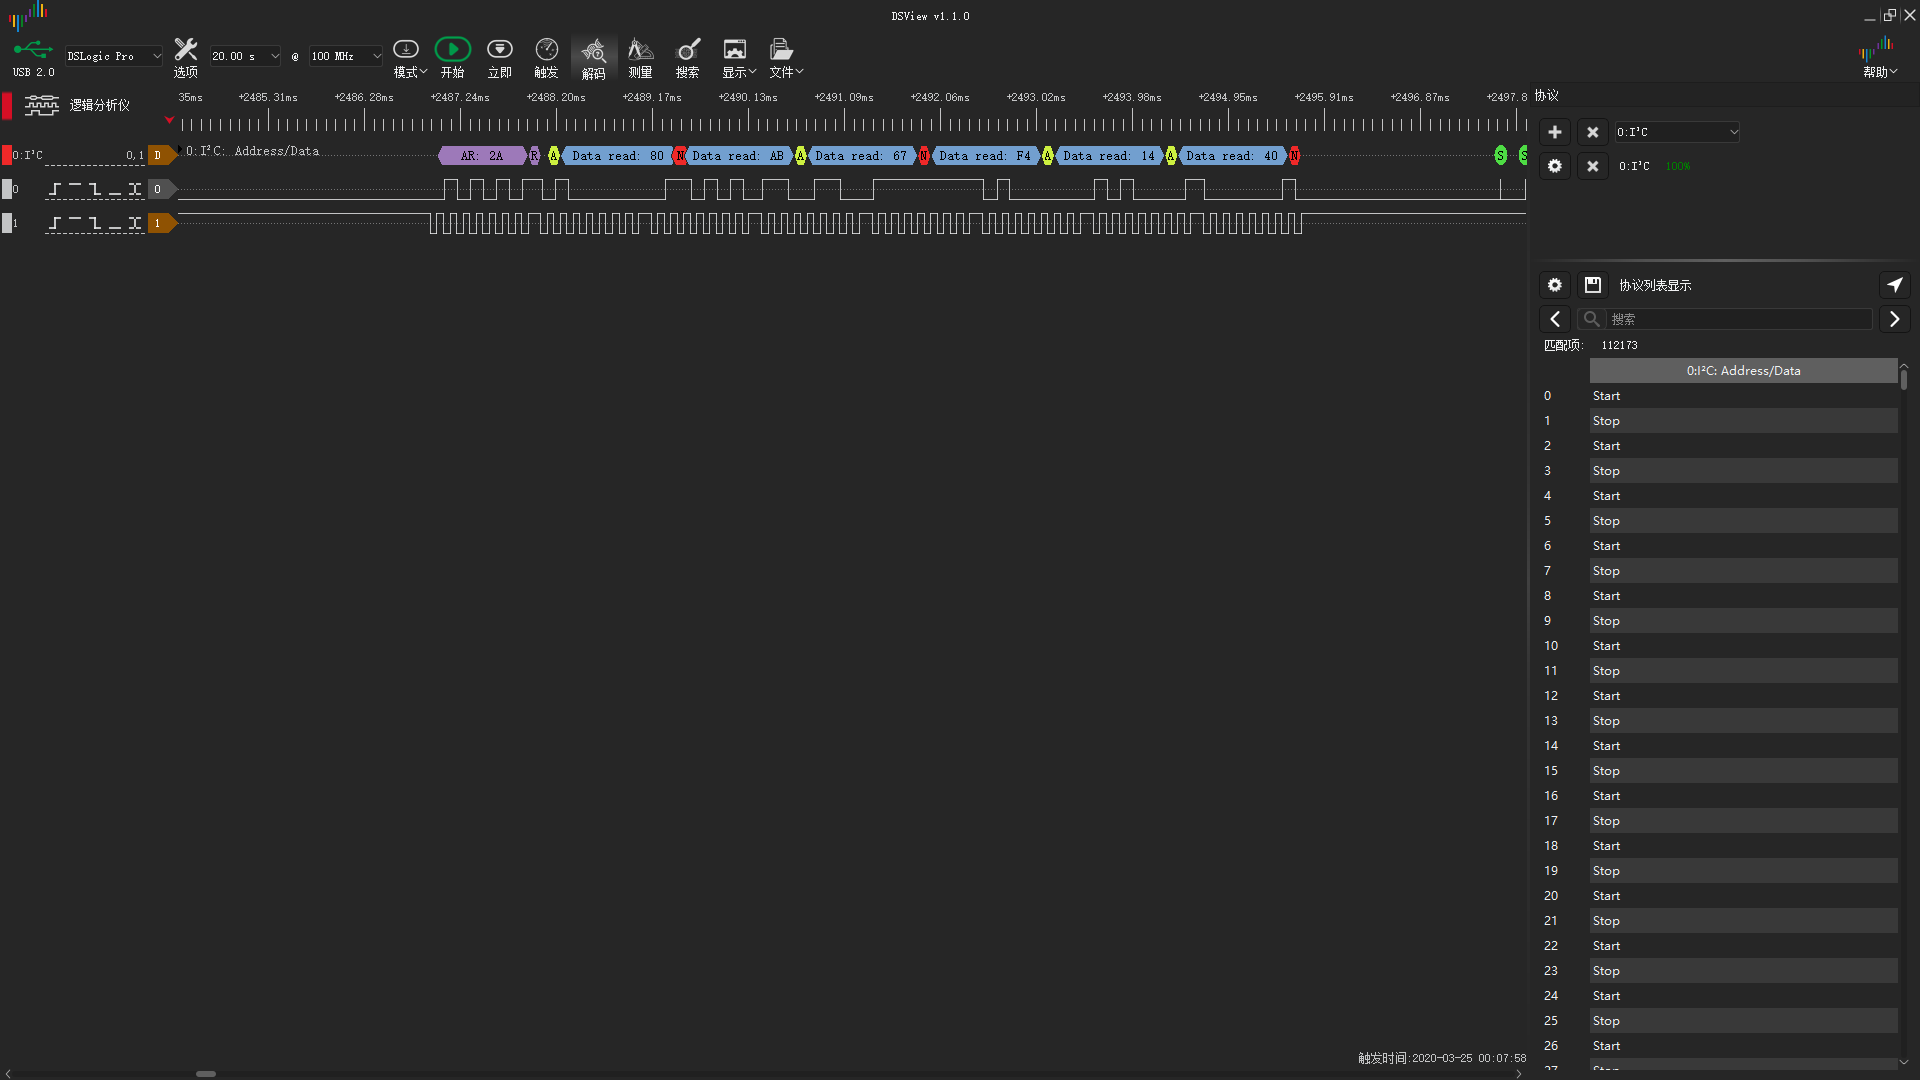 DSView v1.1.0
USB 2.0
DSLogic Pro
选项
20.00 s
@
100 MHz
模式
开始
立即
触发
解码
测量
搜索
显示
文件
帮助
逻辑分析仪
35ms +2485.31ms +2486.28ms +2487.24ms +2488.20ms +2489.17ms +2490.13ms +2491.09ms +2492.06ms +2493.02ms +2493.98ms +2494.95ms +2495.91ms +2496.87ms +2497.8
0:I²C 0,1 D 0:I²C: Address/Data AR: 2A R A Data read: 80 N Data read: AB A Data read: 67 N Data read: F4 A Data read: 14 A Data read: 40 N S S
0 0
1 1
触发时间:2020-03-25 00:07:58
协议
0:I²C
0:I²C 100%
协议列表显示
搜索
匹配项: 112173
0:I²C: Address/Data
0 Start
1 Stop
2 Start
3 Stop
4 Start
5 Stop
6 Start
7 Stop
8 Start
9 Stop
10 Start
11 Stop
12 Start
13 Stop
14 Start
15 Stop
16 Start
17 Stop
18 Start
19 Stop
20 Start
21 Stop
22 Start
23 Stop
24 Start
25 Stop
26 Start
27 Stop